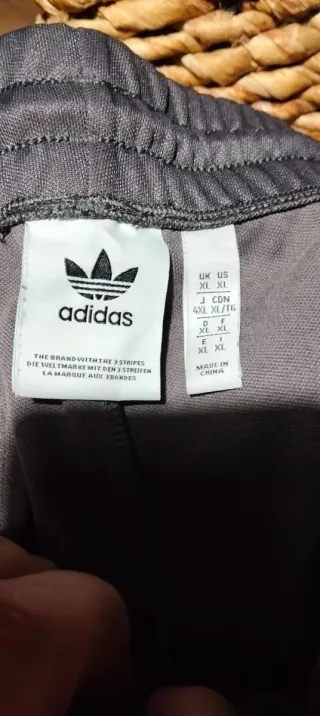 adidas
THE BRAND WITH THE 3 STRIPES
DIE WELTMARKE MIT DEN 3 STREIFEN
LA MARQUE AUX 3 BANDES
UK US
XL XL
J CDN
4XL XL/TG
D F
XL XL
E I
XL XL
MADE IN
CHINA